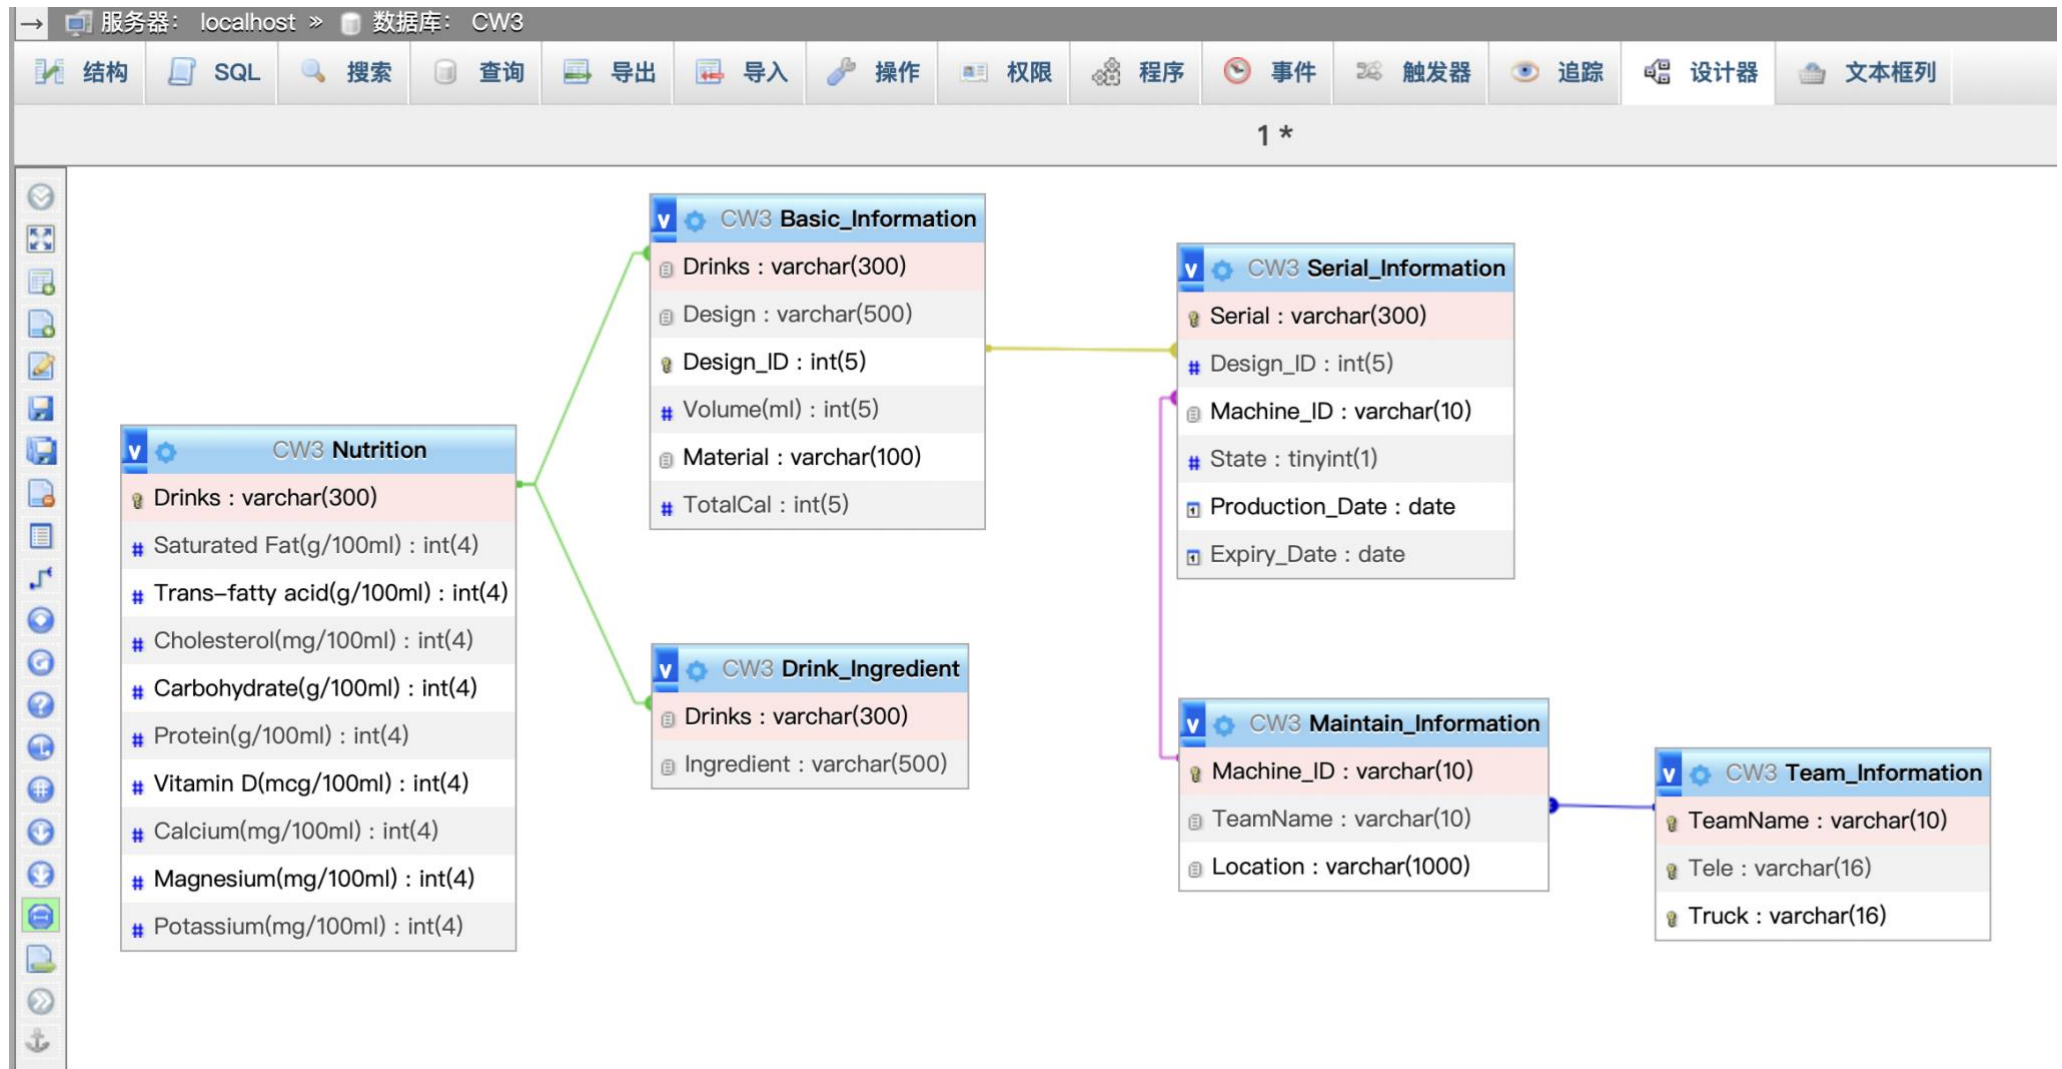 服务器： localhost » 数据库： CW3
结构 SQL 搜索 查询 导出 导入 操作 权限 程序 事件 触发器 追踪 设计器 文本框列
1 *
v CW3 Basic_Information
Drinks : varchar(300)
Design : varchar(500)
Design_ID : int(5)
Volume(ml) : int(5)
Material : varchar(100)
TotalCal : int(5)
v CW3 Serial_Information
Serial : varchar(300)
Design_ID : int(5)
Machine_ID : varchar(10)
State : tinyint(1)
Production_Date : date
Expiry_Date : date
v CW3 Nutrition
Drinks : varchar(300)
Saturated Fat(g/100ml) : int(4)
Trans-fatty acid(g/100ml) : int(4)
Cholesterol(mg/100ml) : int(4)
Carbohydrate(g/100ml) : int(4)
Protein(g/100ml) : int(4)
Vitamin D(mcg/100ml) : int(4)
Calcium(mg/100ml) : int(4)
Magnesium(mg/100ml) : int(4)
Potassium(mg/100ml) : int(4)
v CW3 Drink_Ingredient
Drinks : varchar(300)
Ingredient : varchar(500)
v CW3 Maintain_Information
Machine_ID : varchar(10)
TeamName : varchar(10)
Location : varchar(1000)
v CW3 Team_Information
TeamName : varchar(10)
Tele : varchar(16)
Truck : varchar(16)